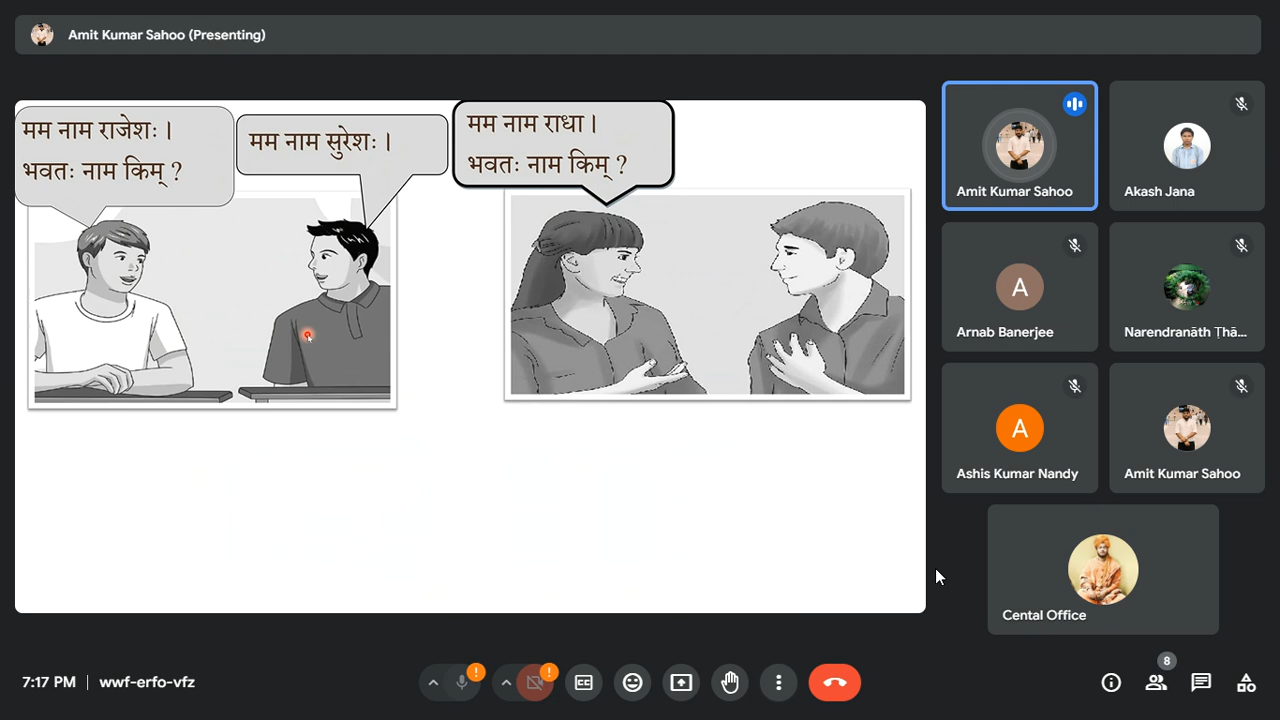 Amit Kumar Sahoo (Presenting)
मम नाम राजेशः ।
भवतः नाम किम् ?
मम नाम सुरेशः ।
मम नाम राधा ।
भवतः नाम किम् ?
Amit Kumar Sahoo
Akash Jana
A
Arnab Banerjee
Narendranāth Ṭhā...
A
Ashis Kumar Nandy
Amit Kumar Sahoo
Cental Office
7:17 PM | wwf-erfo-vfz
8